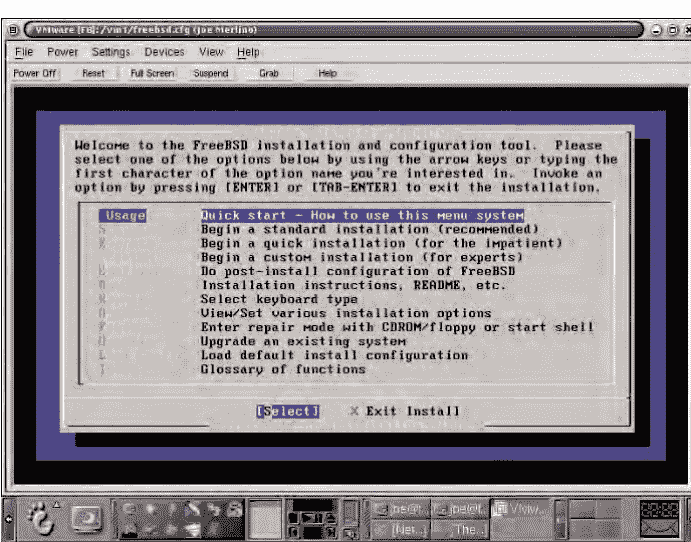 VMware [FB]:/vm1/freebsd.cfg (Joe Merlino)
File Power Settings Devices View Help
Power Off Reset Full Screen Suspend Grab Help
Welcome to the FreeBSD installation and configuration tool. Please
select one of the options below by using the arrow keys or typing the
first character of the option name you're interested in. Invoke an
option by pressing [ENTER] or [TAB-ENTER] to exit the installation.
Usage Quick start - How to use this menu system
Begin a standard installation (recommended)
Begin a quick installation (for the impatient)
Begin a custom installation (for experts)
Do post-install configuration of FreeBSD
Installation instructions, README, etc.
Select keyboard type
View/Set various installation options
Enter repair mode with CDROM/floppy or start shell
Upgrade an existing system
Load default install configuration
Glossary of functions
[Select] X Exit Install